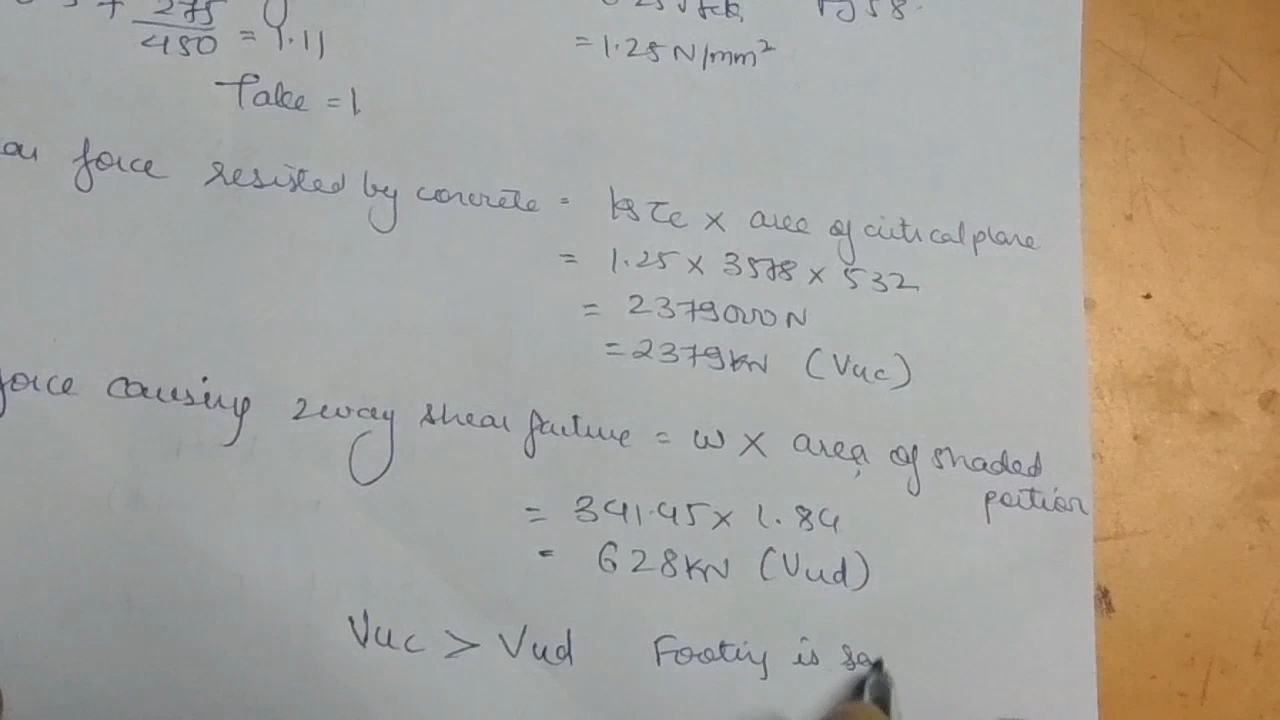 + 275/450 = 1.11
Take = 1
= 1.25 N/mm²
force resisted by concrete = ks τc × area of critical plane
= 1.25 × 3578 × 532
= 2379000 N
= 2379 kN (Vuc)
force causing 2way shear failure = w × area of shaded
portion
= 341.45 × 1.84
= 628 kN (Vud)
Vuc > Vud Footing is